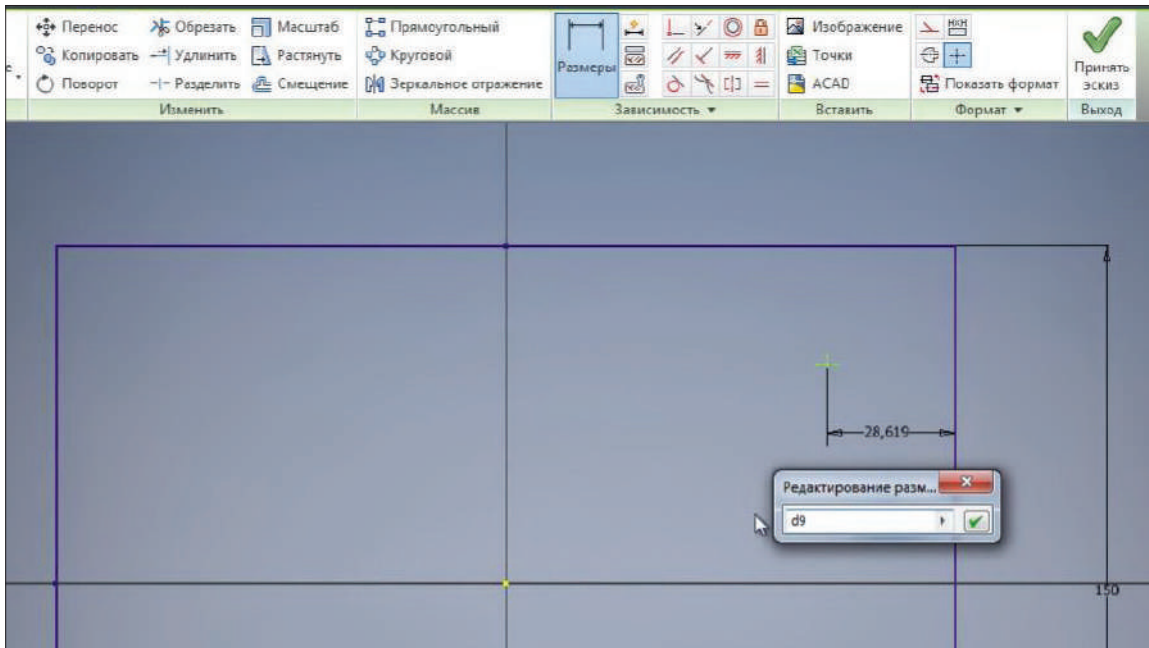 Перенос Обрезать Масштаб Прямоугольный Изображение
Копировать Удлинить Растянуть Круговой Размеры Точки Принять
Поворот Разделить Смещение Зеркальное отражение ACAD Показать формат эскиз
Изменить Массив Зависимость Вставить Формат Выход
28,619
Редактирование разм...
d9
150